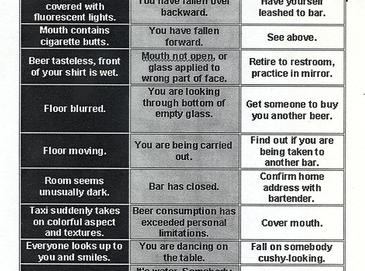 covered with
fluorescent lights.
You have fallen over
backward.
Have yourself
leashed to bar.
Mouth contains
cigarette butts.
You have fallen
forward.
See above.
Beer tasteless, front
of your shirt is wet.
Mouth not open, or
glass applied to
wrong part of face.
Retire to restroom,
practice in mirror.
Floor blurred.
You are looking
through bottom of
empty glass.
Get someone to buy
you another beer.
Floor moving.
You are being carried
out.
Find out if you are
being taken to
another bar.
Room seems
unusually dark.
Bar has closed.
Confirm home
address with
bartender.
Taxi suddenly takes
on colorful aspect
and textures.
Beer consumption has
exceeded personal
limitations.
Cover mouth.
Everyone looks up to
you and smiles.
You are dancing on
the table.
Fall on somebody
cushy-looking.
It's water. Somebody